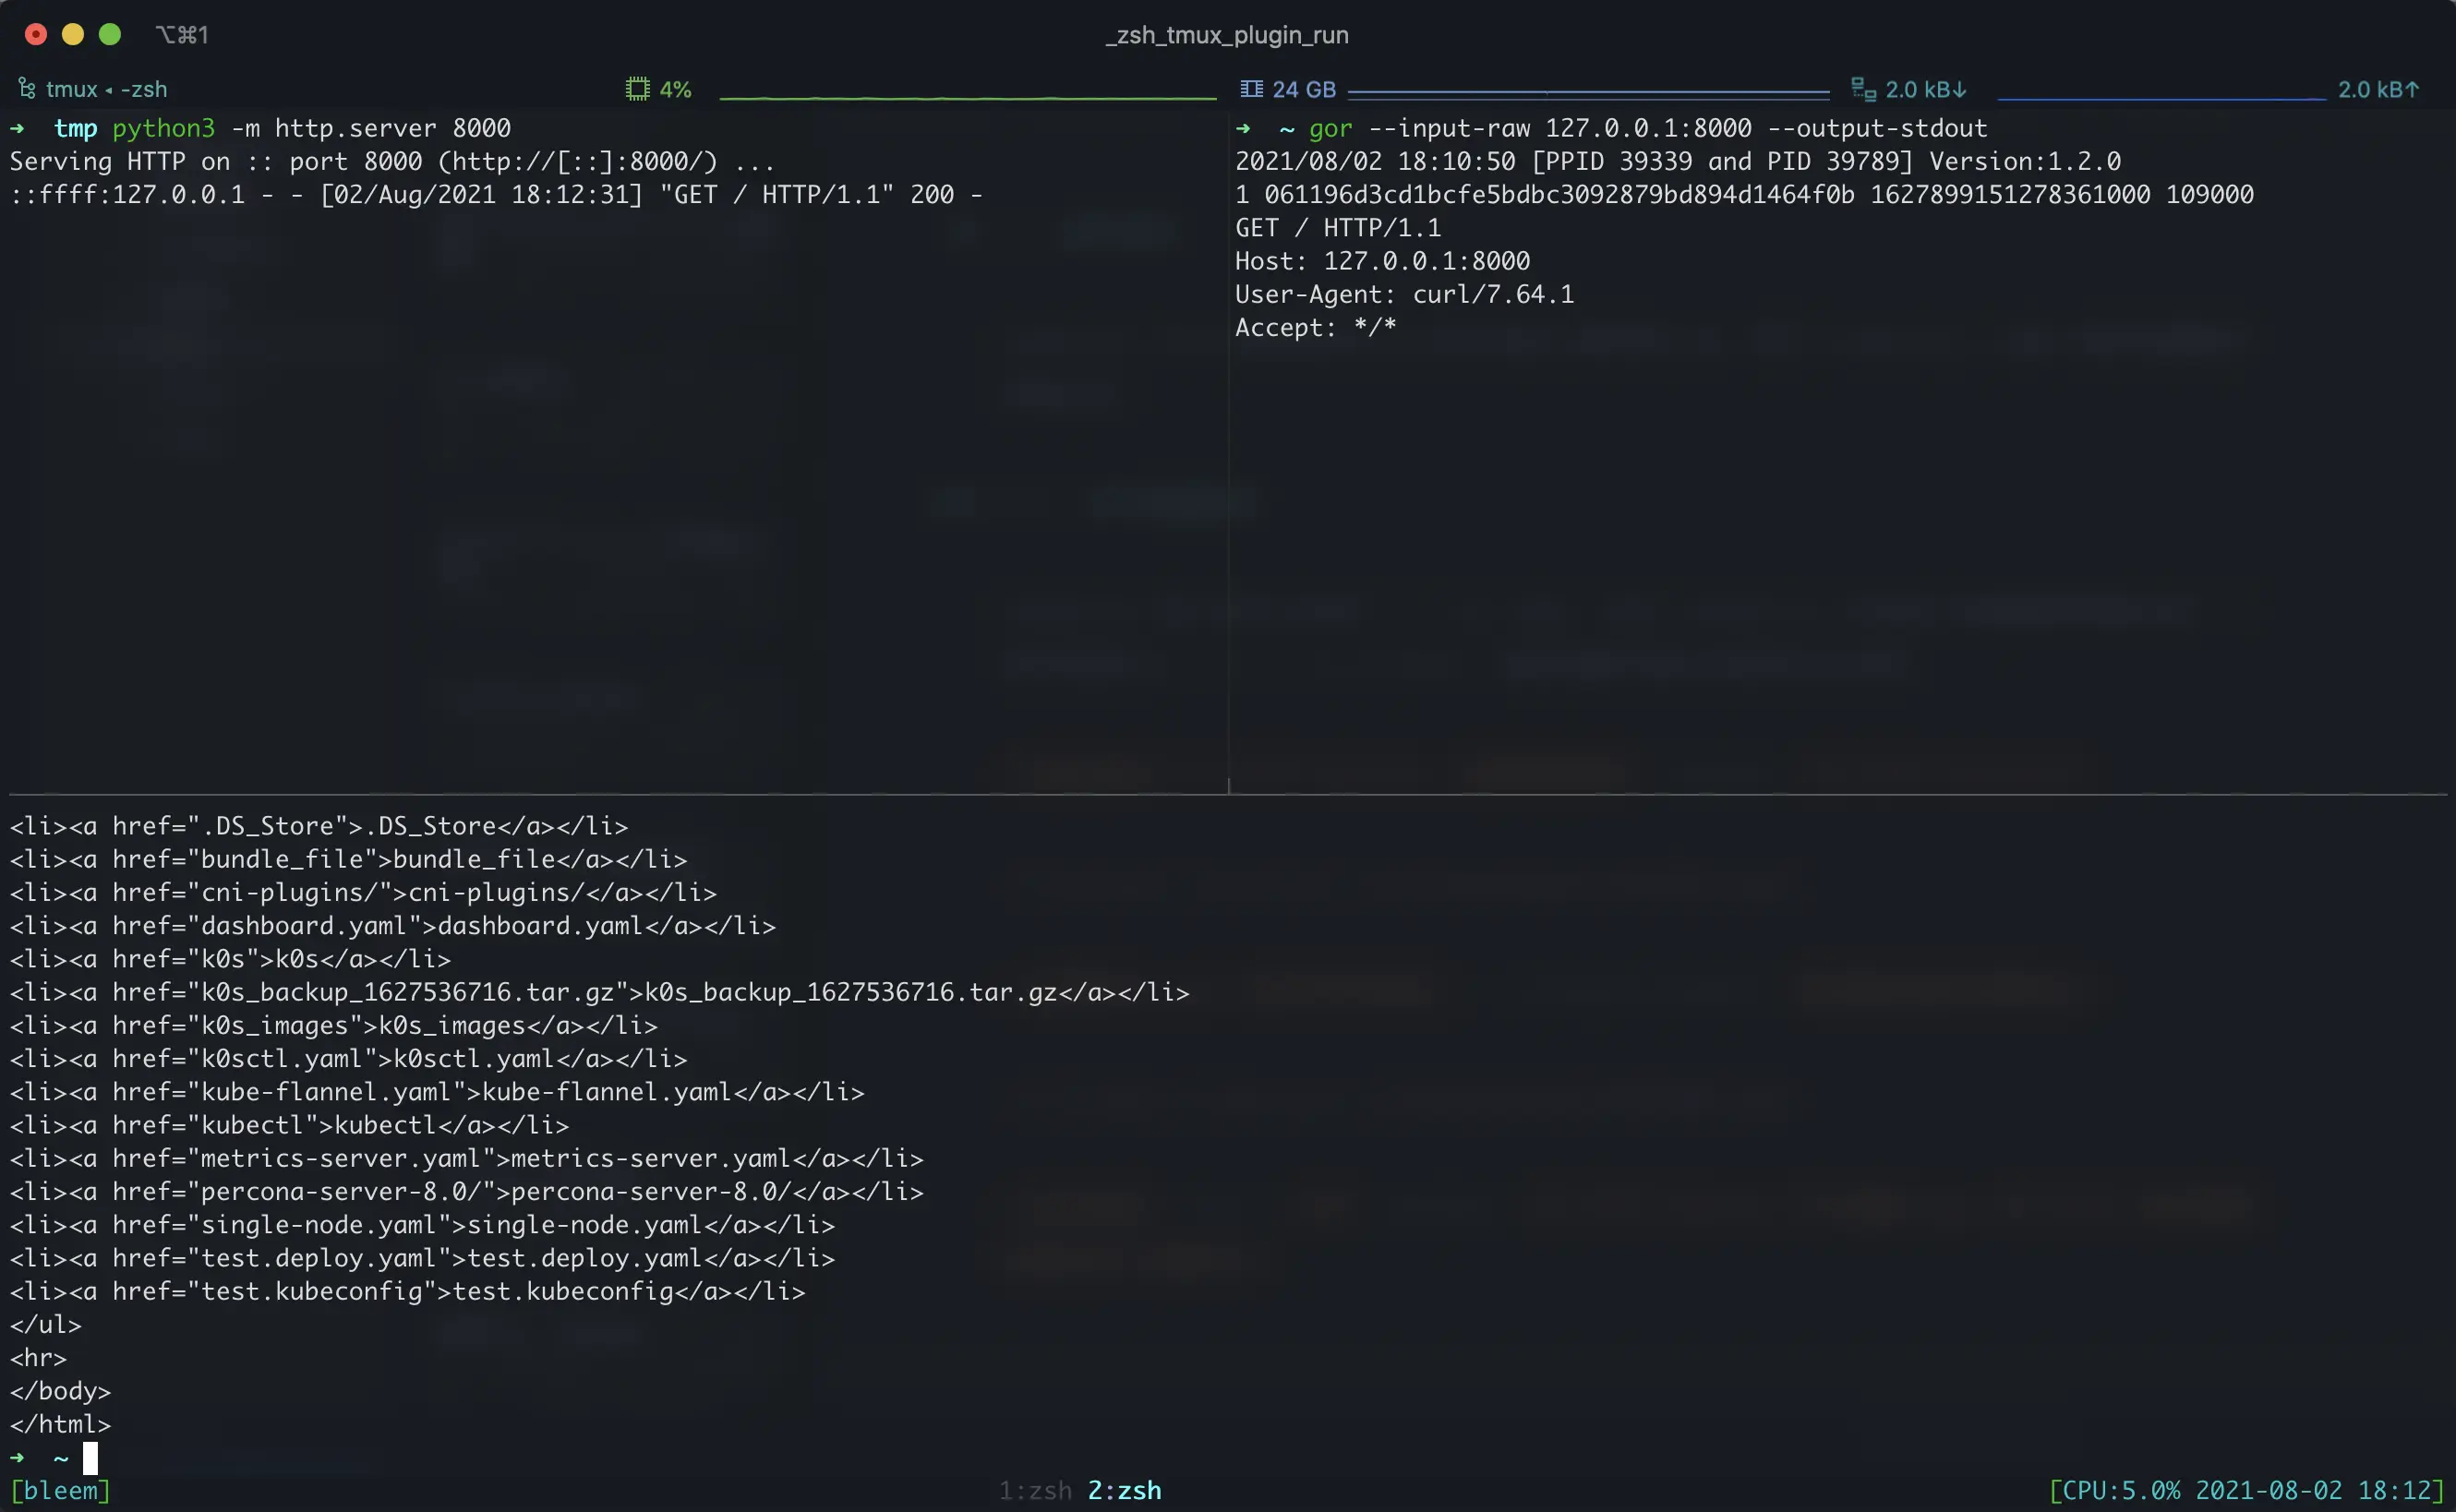 ⌥⌘1 _zsh_tmux_plugin_run
tmux ◂ -zsh 4% 24 GB 2.0 kB↓ 2.0 kB↑
➜ tmp python3 -m http.server 8000
Serving HTTP on :: port 8000 (http://[::]:8000/) ...
::ffff:127.0.0.1 - - [02/Aug/2021 18:12:31] "GET / HTTP/1.1" 200 -
➜ ~ gor --input-raw 127.0.0.1:8000 --output-stdout
2021/08/02 18:10:50 [PPID 39339 and PID 39789] Version:1.2.0
1 061196d3cd1bcfe5bdbc3092879bd894d1464f0b 1627899151278361000 109000
GET / HTTP/1.1
Host: 127.0.0.1:8000
User-Agent: curl/7.64.1
Accept: */*
<li><a href=".DS_Store">.DS_Store</a></li>
<li><a href="bundle_file">bundle_file</a></li>
<li><a href="cni-plugins/">cni-plugins/</a></li>
<li><a href="dashboard.yaml">dashboard.yaml</a></li>
<li><a href="k0s">k0s</a></li>
<li><a href="k0s_backup_1627536716.tar.gz">k0s_backup_1627536716.tar.gz</a></li>
<li><a href="k0s_images">k0s_images</a></li>
<li><a href="k0sctl.yaml">k0sctl.yaml</a></li>
<li><a href="kube-flannel.yaml">kube-flannel.yaml</a></li>
<li><a href="kubectl">kubectl</a></li>
<li><a href="metrics-server.yaml">metrics-server.yaml</a></li>
<li><a href="percona-server-8.0/">percona-server-8.0/</a></li>
<li><a href="single-node.yaml">single-node.yaml</a></li>
<li><a href="test.deploy.yaml">test.deploy.yaml</a></li>
<li><a href="test.kubeconfig">test.kubeconfig</a></li>
</ul>
<hr>
</body>
</html>
➜ ~
[bleem] 1:zsh 2:zsh [CPU:5.0% 2021-08-02 18:12]